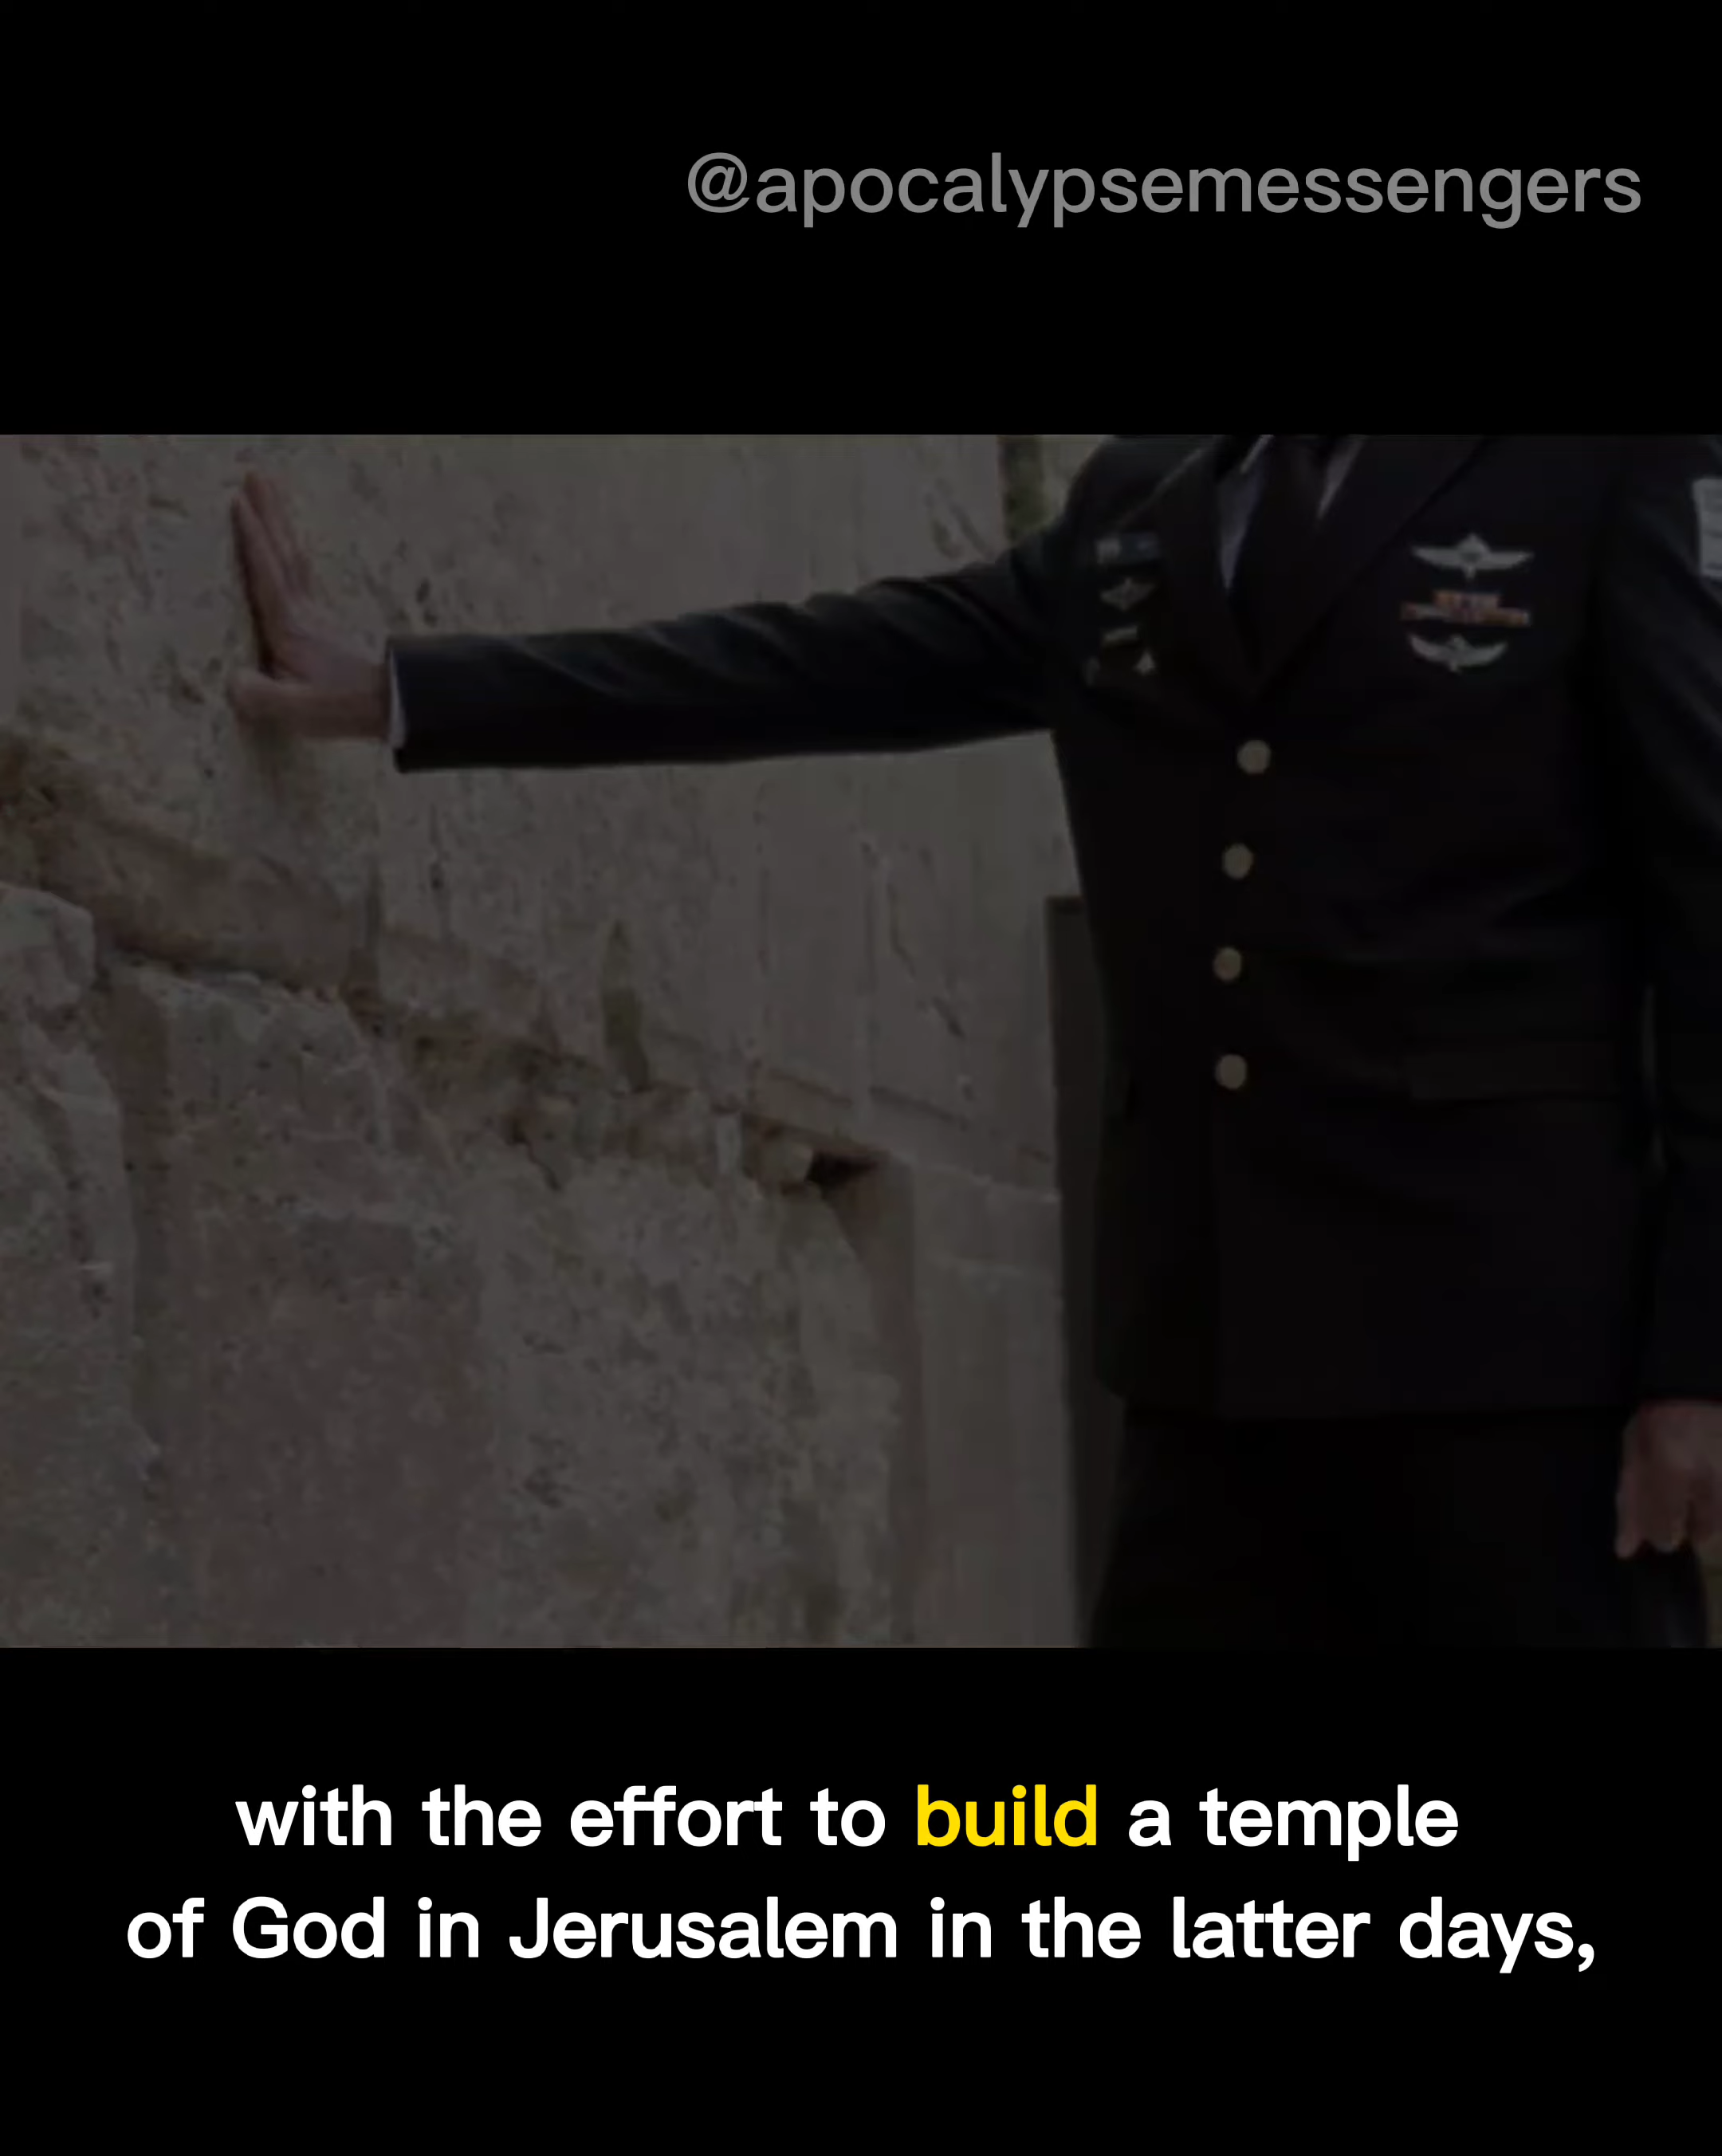 @apocalypsemessengers
with the effort to build a temple
of God in Jerusalem in the latter days,